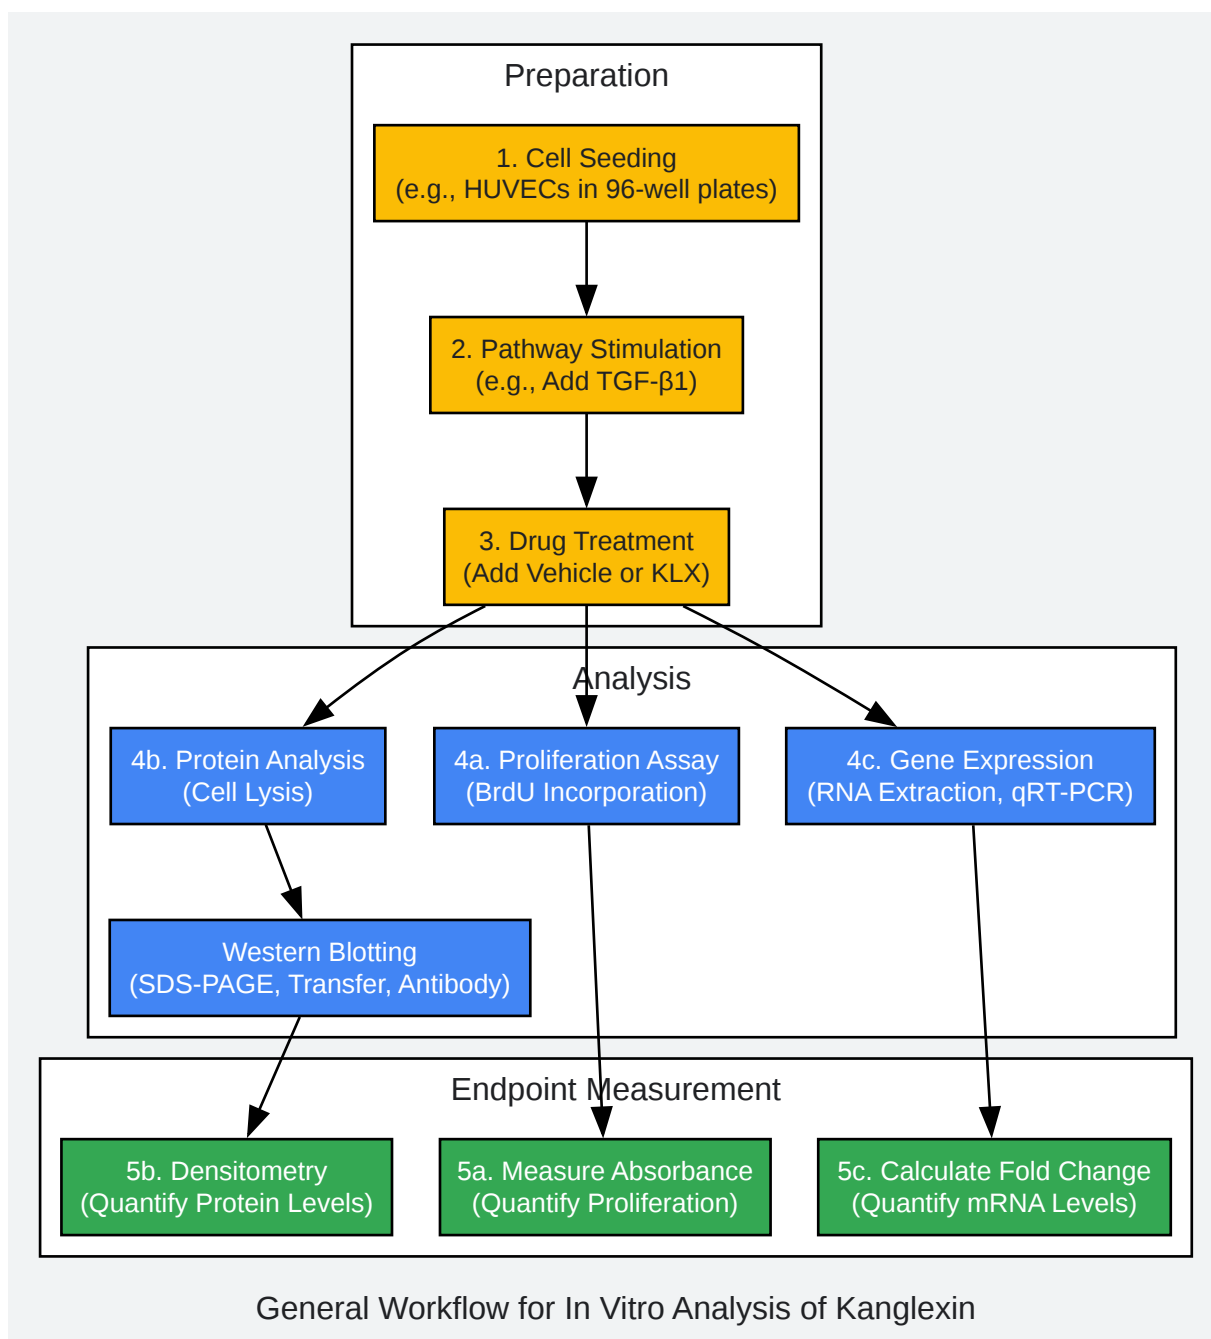 Preparation
1. Cell Seeding
(e.g., HUVECs in 96-well plates)
2. Pathway Stimulation
(e.g., Add TGF-β1)
3. Drug Treatment
(Add Vehicle or KLX)
Analysis
4b. Protein Analysis
(Cell Lysis)
4a. Proliferation Assay
(BrdU Incorporation)
4c. Gene Expression
(RNA Extraction, qRT-PCR)
Western Blotting
(SDS-PAGE, Transfer, Antibody)
Endpoint Measurement
5b. Densitometry
(Quantify Protein Levels)
5a. Measure Absorbance
(Quantify Proliferation)
5c. Calculate Fold Change
(Quantify mRNA Levels)
General Workflow for In Vitro Analysis of Kanglexin